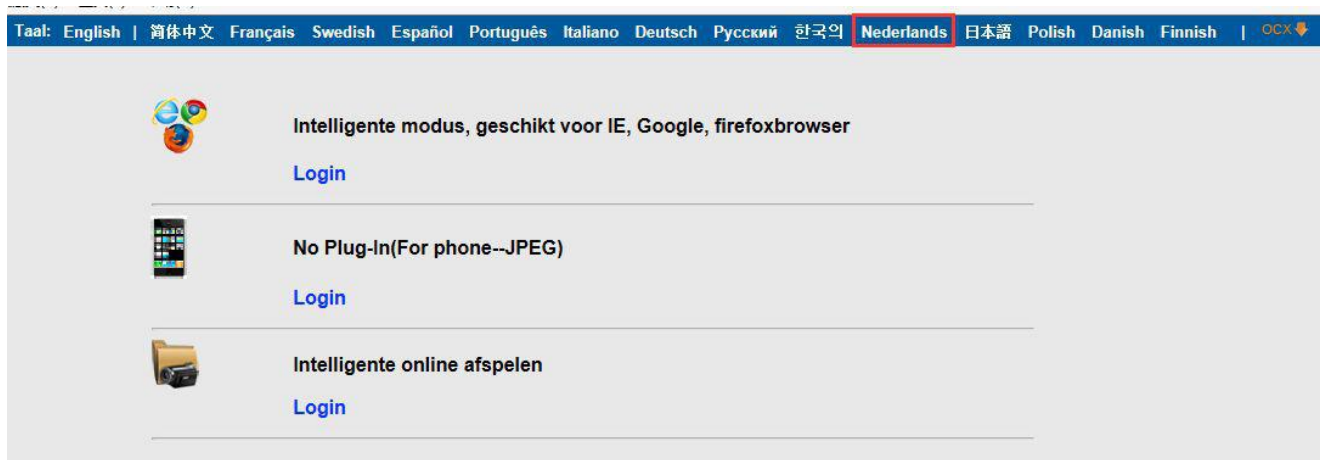 Taal: English | 简体中文 Français Swedish Español Português Italiano Deutsch Русский 한국의 Nederlands 日本語 Polish Danish Finnish | OCX
Intelligente modus, geschikt voor IE, Google, firefoxbrowser
Login
No Plug-In(For phone--JPEG)
Login
Intelligente online afspelen
Login